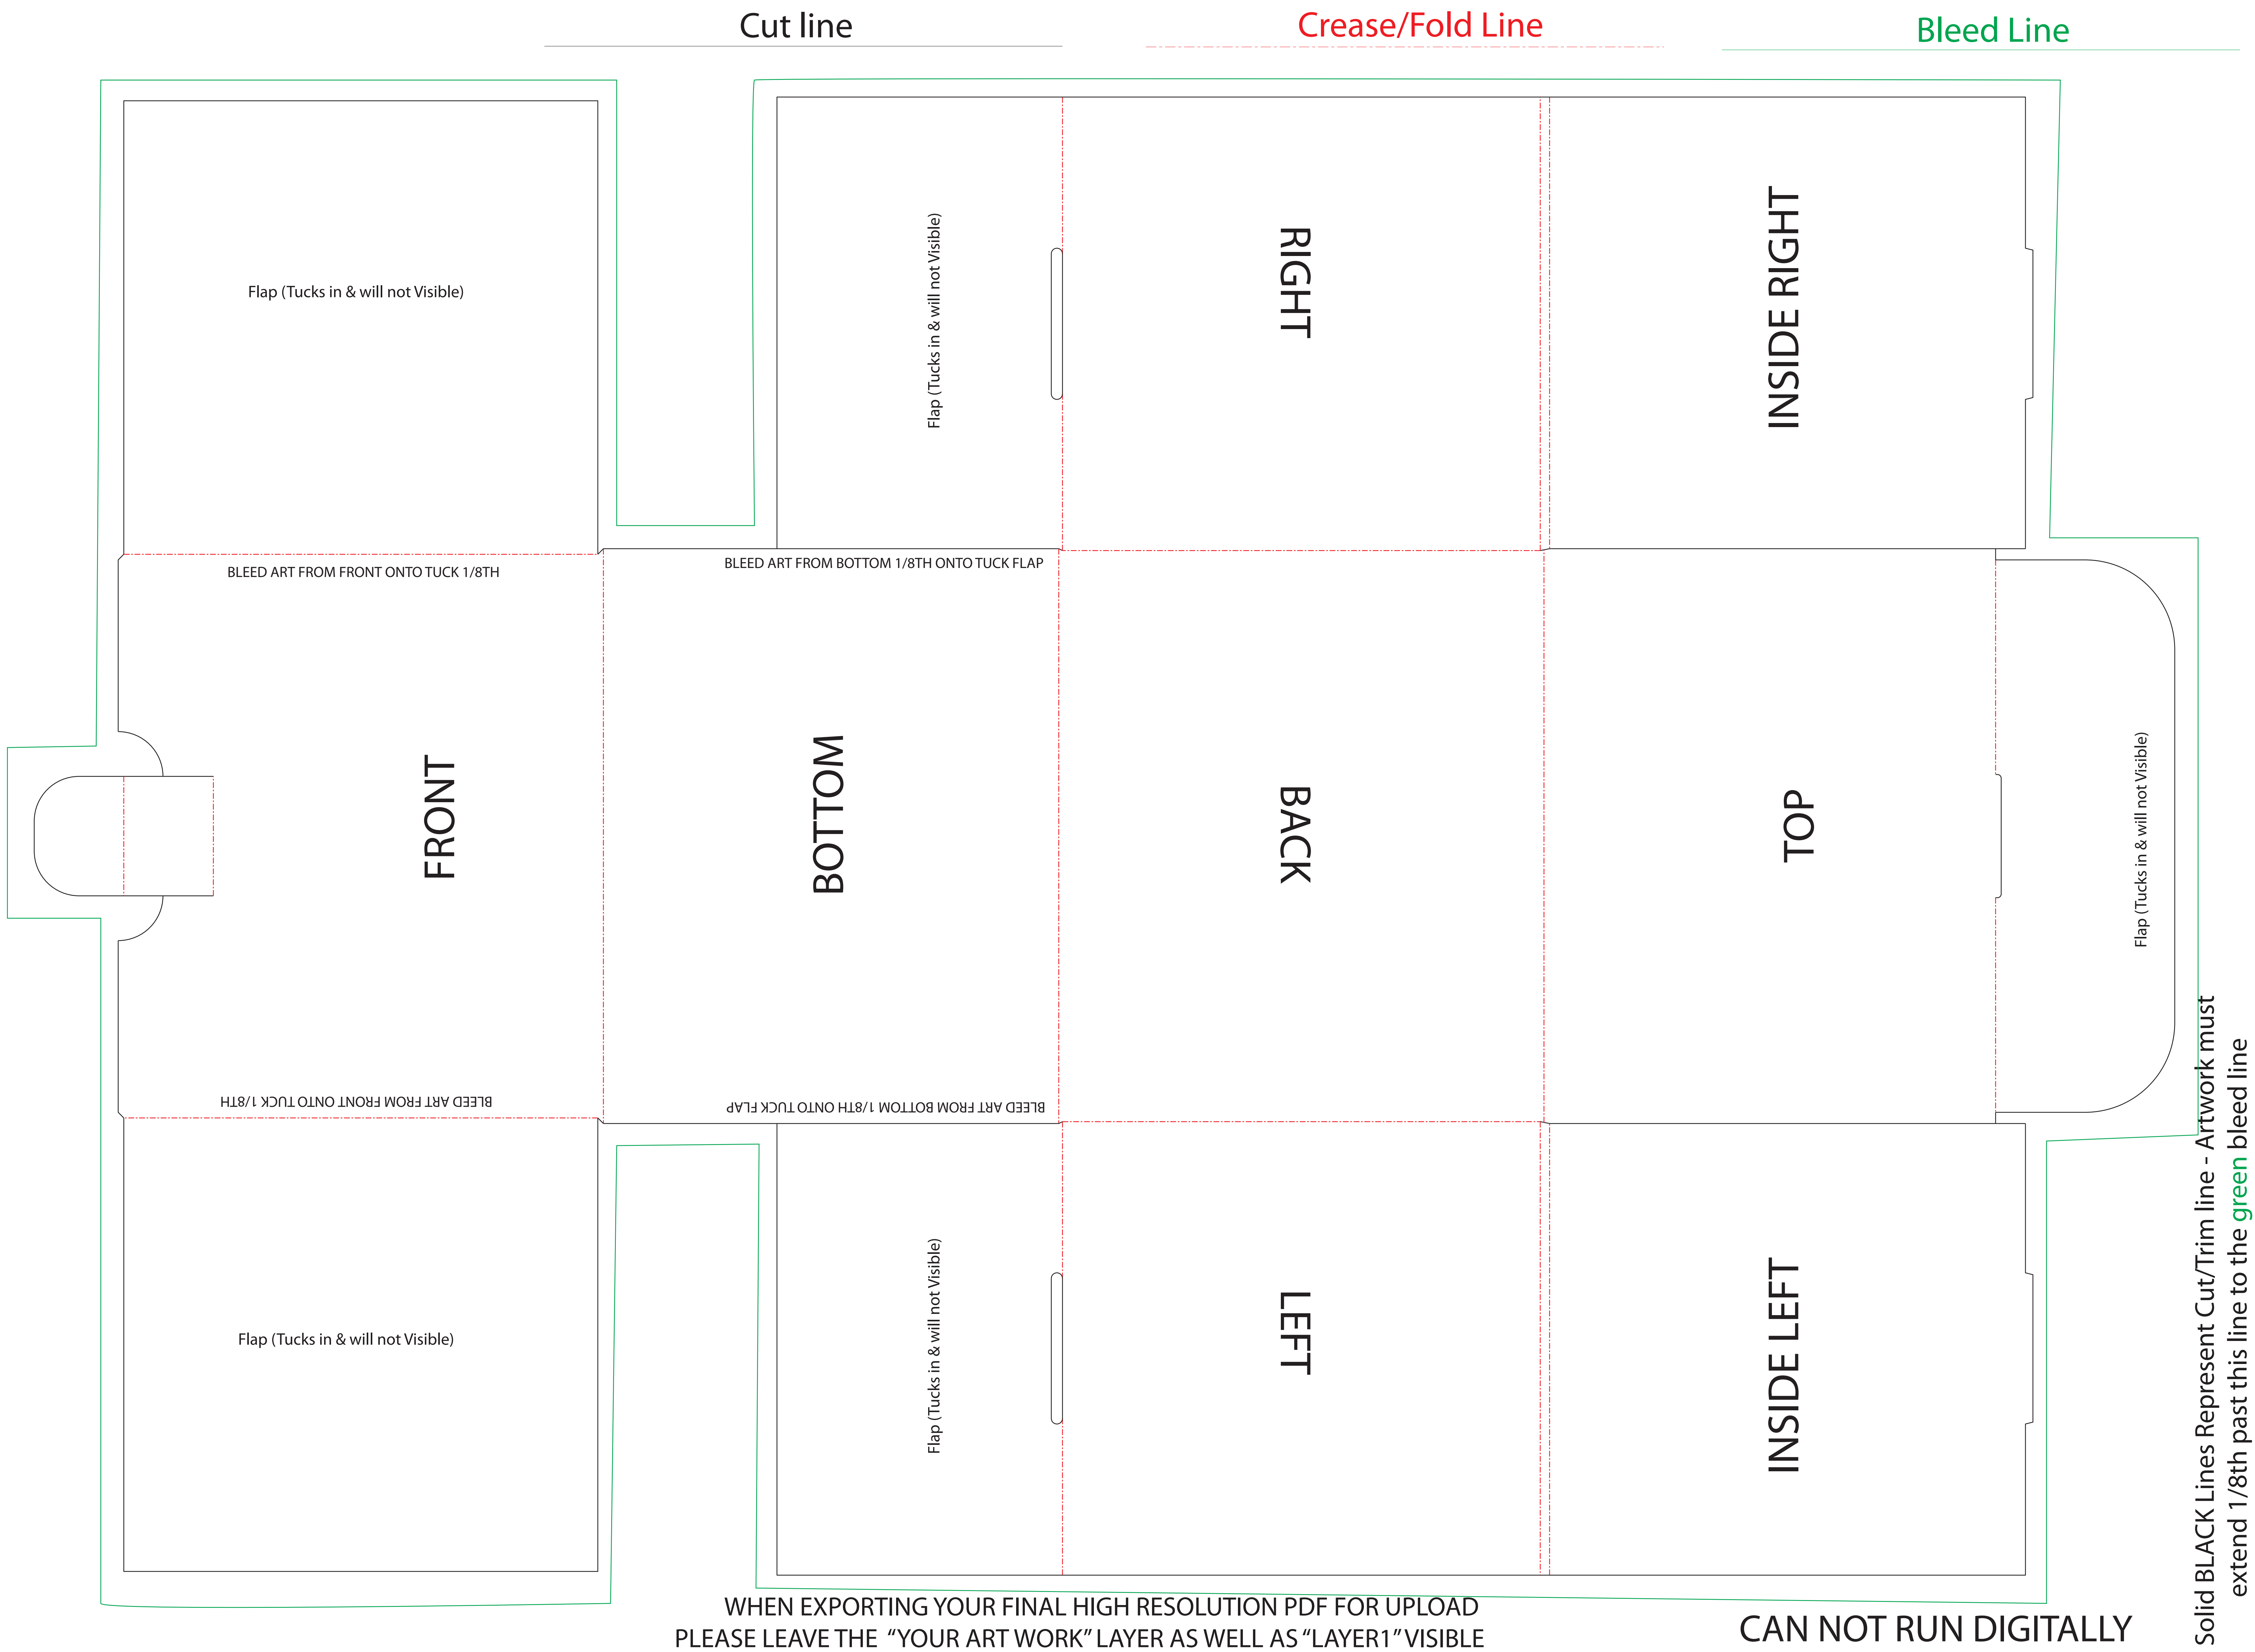 Cut line
Crease/Fold Line
Bleed Line
Flap (Tucks in & will not Visible)
Flap (Tucks in & will not Visible)
RIGHT
INSIDE RIGHT
BLEED ART FROM FRONT ONTO TUCK 1/8TH
BLEED ART FROM BOTTOM 1/8TH ONTO TUCK FLAP
FRONT
BOTTOM
BACK
TOP
Flap (Tucks in & will not Visible)
BLEED ART FROM FRONT ONTO TUCK 1/8TH
BLEED ART FROM BOTTOM 1/8TH ONTO TUCK FLAP
Flap (Tucks in & will not Visible)
Flap (Tucks in & will not Visible)
LEFT
INSIDE LEFT
Solid BLACK Lines Represent Cut/Trim line - Artwork must
extend 1/8th past this line to the green bleed line
WHEN EXPORTING YOUR FINAL HIGH RESOLUTION PDF FOR UPLOAD
PLEASE LEAVE THE “YOUR ART WORK” LAYER AS WELL AS “LAYER1” VISIBLE
CAN NOT RUN DIGITALLY